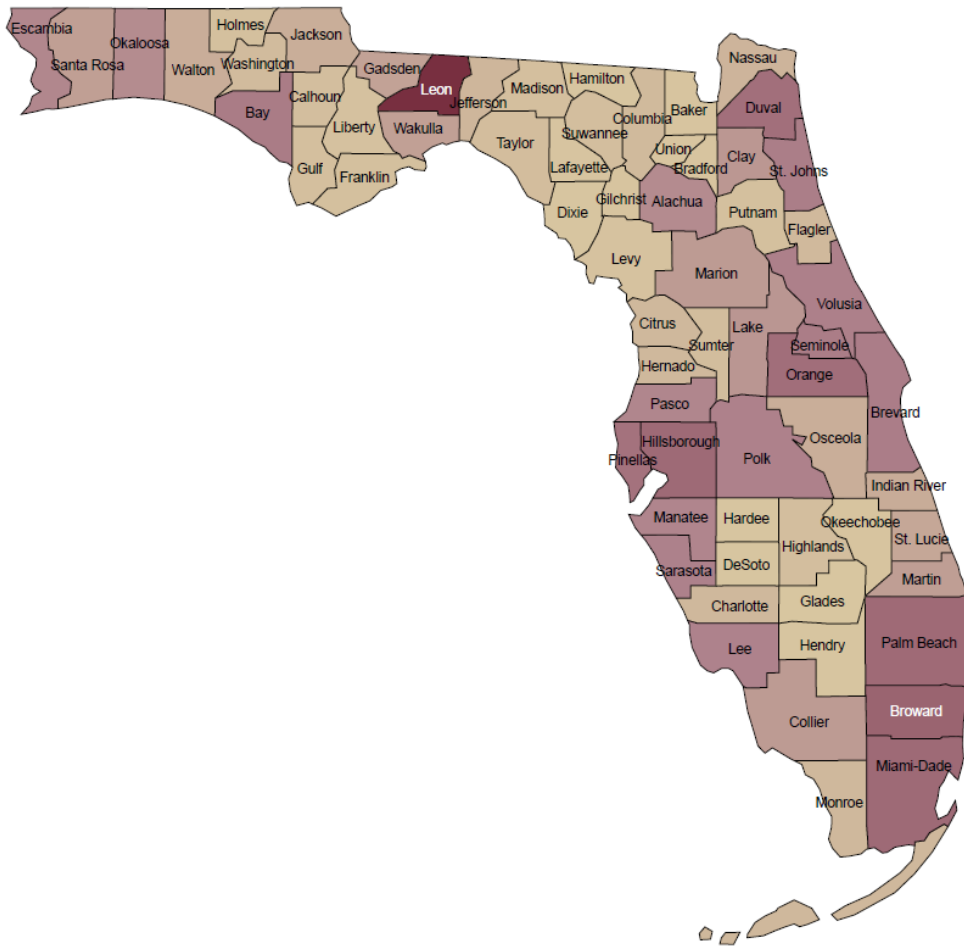 Escambia
Santa Rosa
Okaloosa
Walton
Holmes
Washington
Jackson
Bay
Calhoun
Gulf
Liberty
Gadsden
Leon
Wakulla
Franklin
Jefferson
Madison
Taylor
Hamilton
Suwannee
Lafayette
Columbia
Dixie
Gilchrist
Baker
Union
Bradford
Nassau
Duval
Clay
St. Johns
Alachua
Putnam
Flagler
Levy
Marion
Volusia
Citrus
Sumter
Lake
Seminole
Hernado
Orange
Pasco
Brevard
Pinellas
Hillsborough
Polk
Osceola
Indian River
Manatee
Hardee
Okeechobee
Highlands
St. Lucie
Sarasota
DeSoto
Martin
Charlotte
Glades
Lee
Hendry
Palm Beach
Collier
Broward
Miami-Dade
Monroe